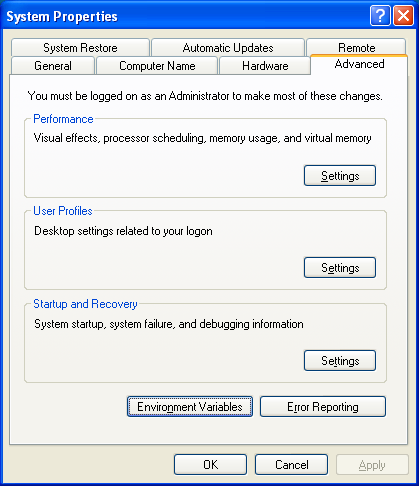 System Properties
System Restore Automatic Updates Remote
General Computer Name Hardware Advanced
You must be logged on as an Administrator to make most of these changes.
Performance
Visual effects, processor scheduling, memory usage, and virtual memory
Settings
User Profiles
Desktop settings related to your logon
Settings
Startup and Recovery
System startup, system failure, and debugging information
Settings
Environment Variables Error Reporting
OK Cancel Apply